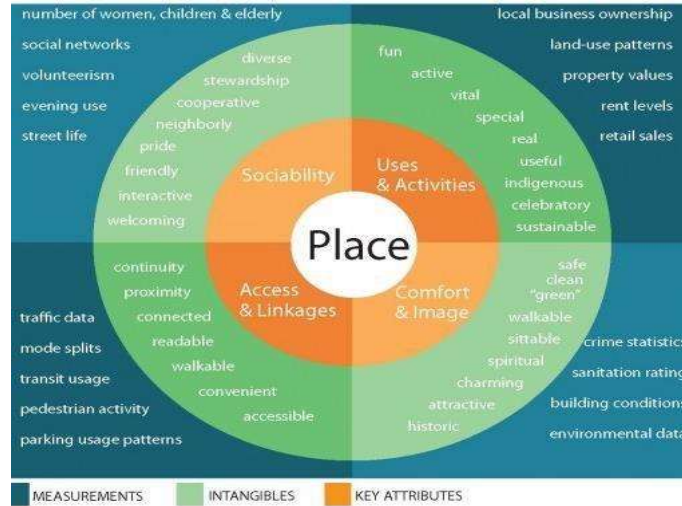 number of women, children & elderly
social networks
volunteerism
evening use
street life
local business ownership
land-use patterns
property values
rent levels
retail sales
diverse
stewardship
cooperative
neighborly
pride
friendly
interactive
welcoming
fun
active
vital
special
real
useful
indigenous
celebratory
sustainable
Sociability
Uses
& Activities
Place
Access
& Linkages
Comfort
& Image
continuity
proximity
connected
readable
walkable
convenient
accessible
safe
clean
"green"
walkable
sittable
spiritual
charming
attractive
historic
traffic data
mode splits
transit usage
pedestrian activity
parking usage patterns
crime statistics
sanitation rating
building conditions
environmental data
MEASUREMENTS
INTANGIBLES
KEY ATTRIBUTES